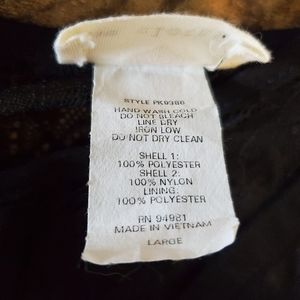 STYLE PK0386
HAND WASH COLD
DO NOT BLEACH
LINE DRY
IRON LOW
DO NOT DRY CLEAN
SHELL 1:
100% POLYESTER
SHELL 2:
100% NYLON
LINING:
100% POLYESTER
RN 94981
MADE IN VIETNAM
LARGE